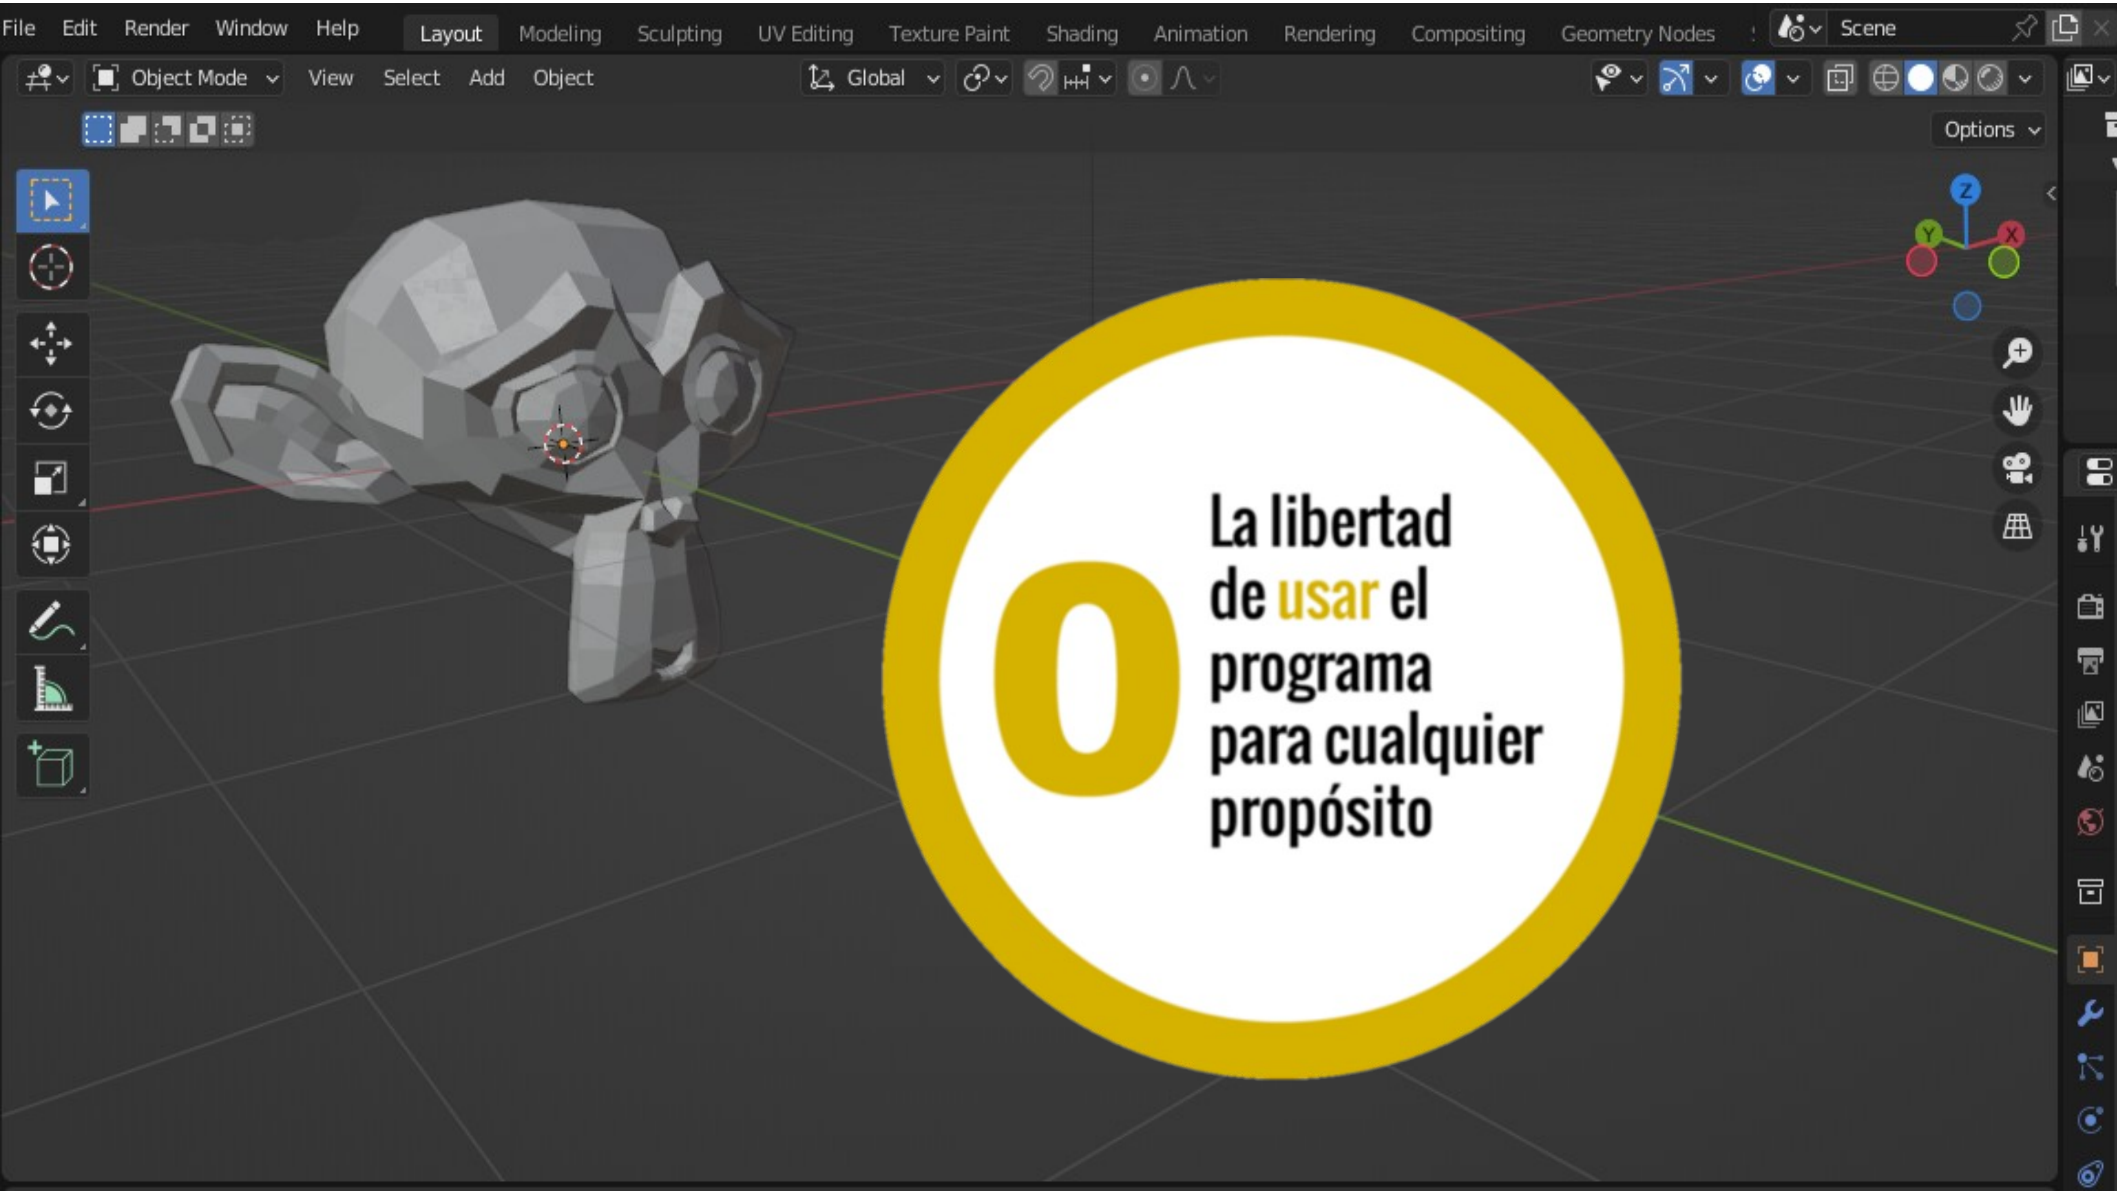 File Edit Render Window Help Layout Modeling Sculpting UV Editing Texture Paint Shading Animation Rendering Compositing Geometry Nodes Scene
Object Mode View Select Add Object Global
Options
Z
Y X
0
La libertad
de usar el
programa
para cualquier
propósito